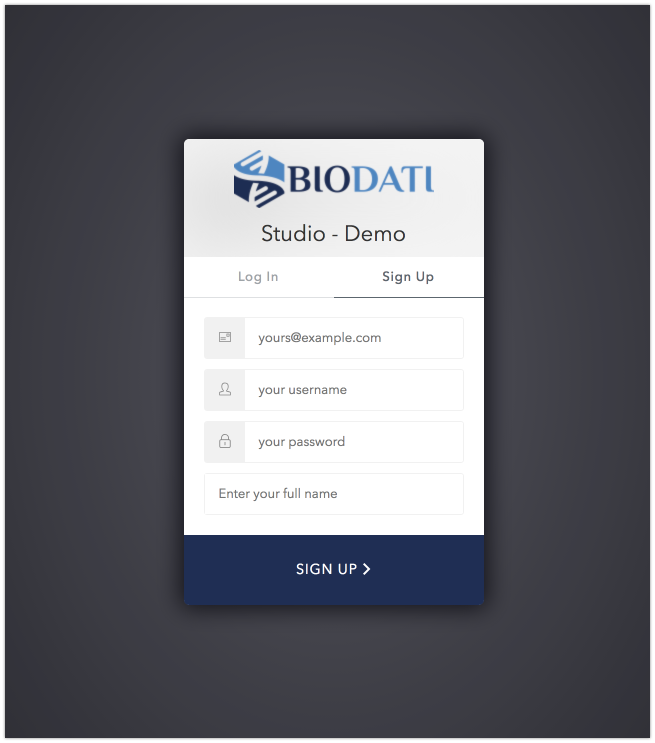 BIODATI
Studio - Demo
Log In
Sign Up
yours@example.com
your username
your password
Enter your full name
SIGN UP